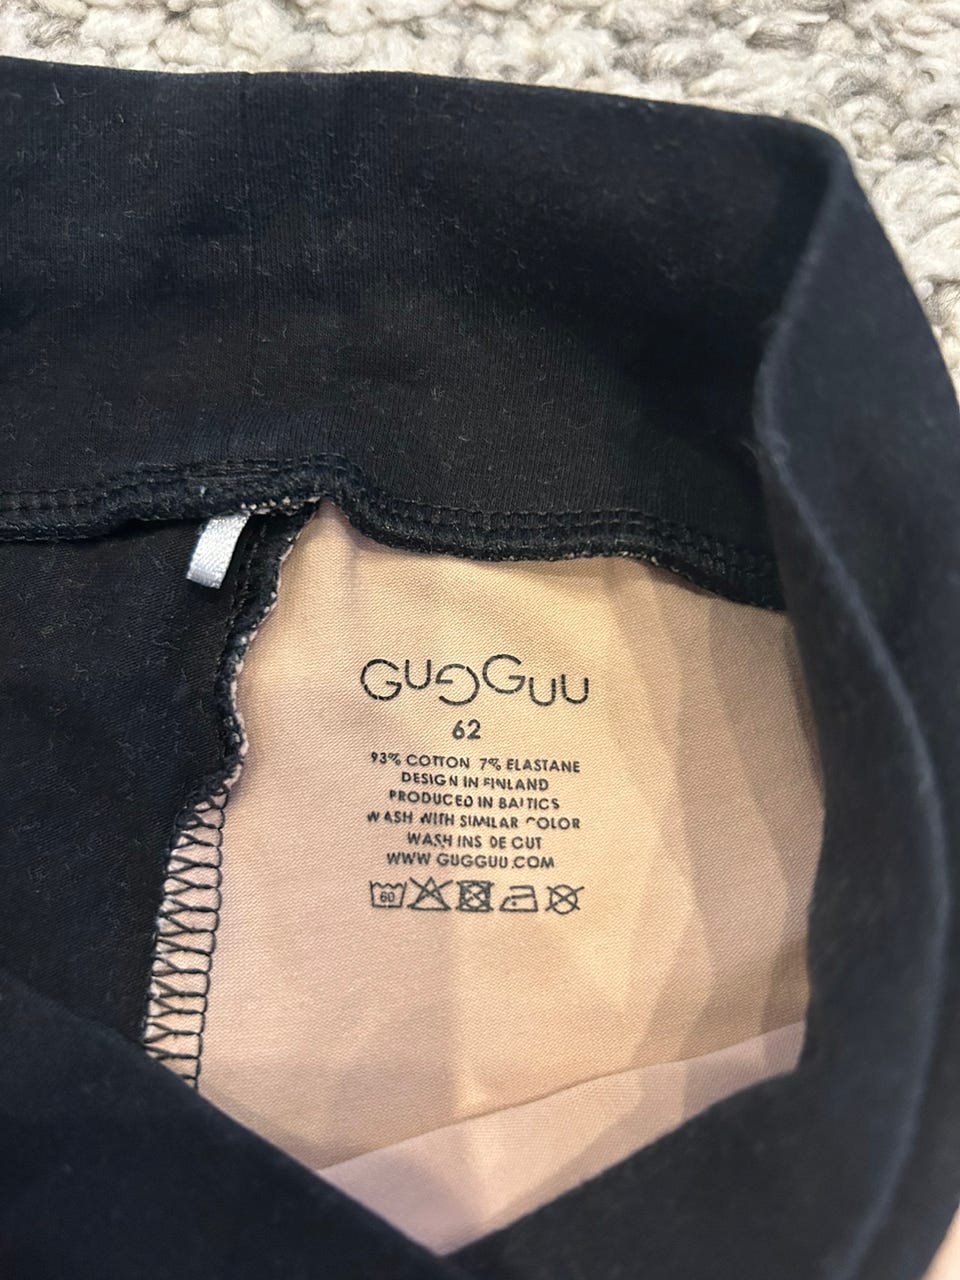 GUGGUU
62
93% COTTON 7% ELASTANE
DESIGN IN FINLAND
PRODUCED IN BALTICS
WASH WITH SIMILAR COLOR
WASH INSIDE OUT
WWW.GUGGUU.COM
60